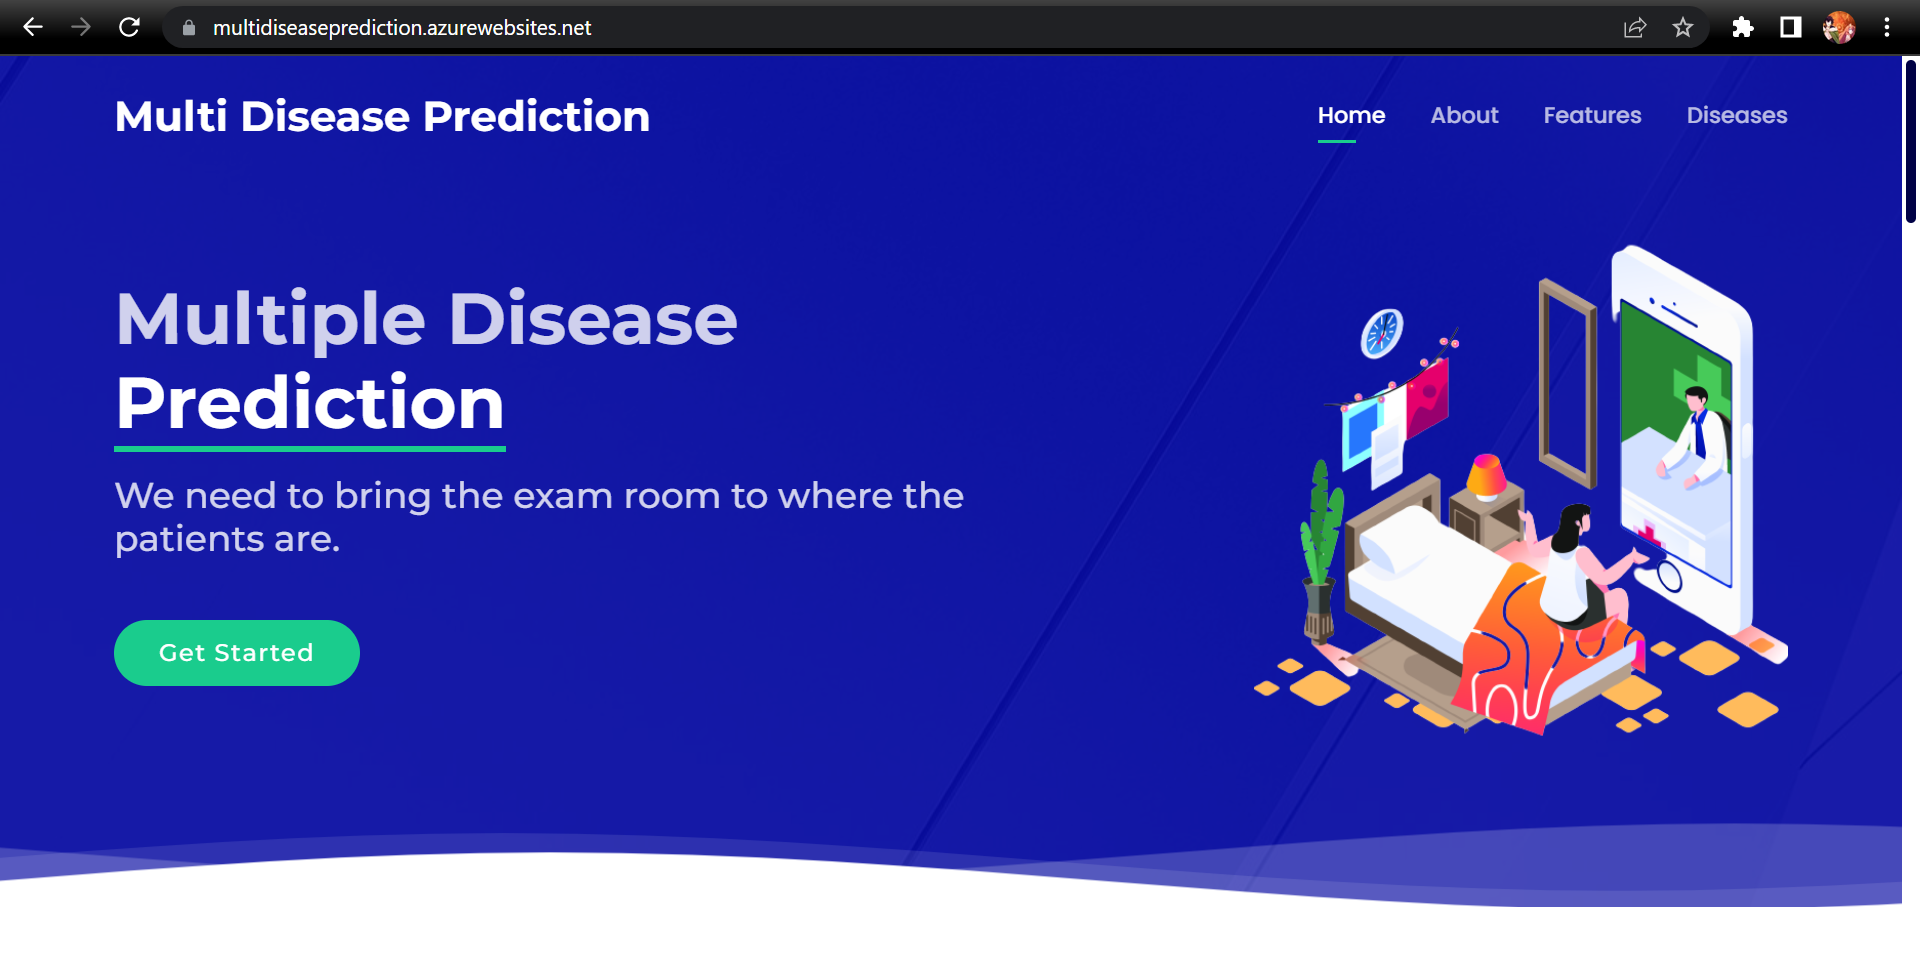 multidiseaseprediction.azurewebsites.net
Multi Disease Prediction
Home About Features Diseases
Multiple Disease
Prediction
We need to bring the exam room to where the
patients are.
Get Started